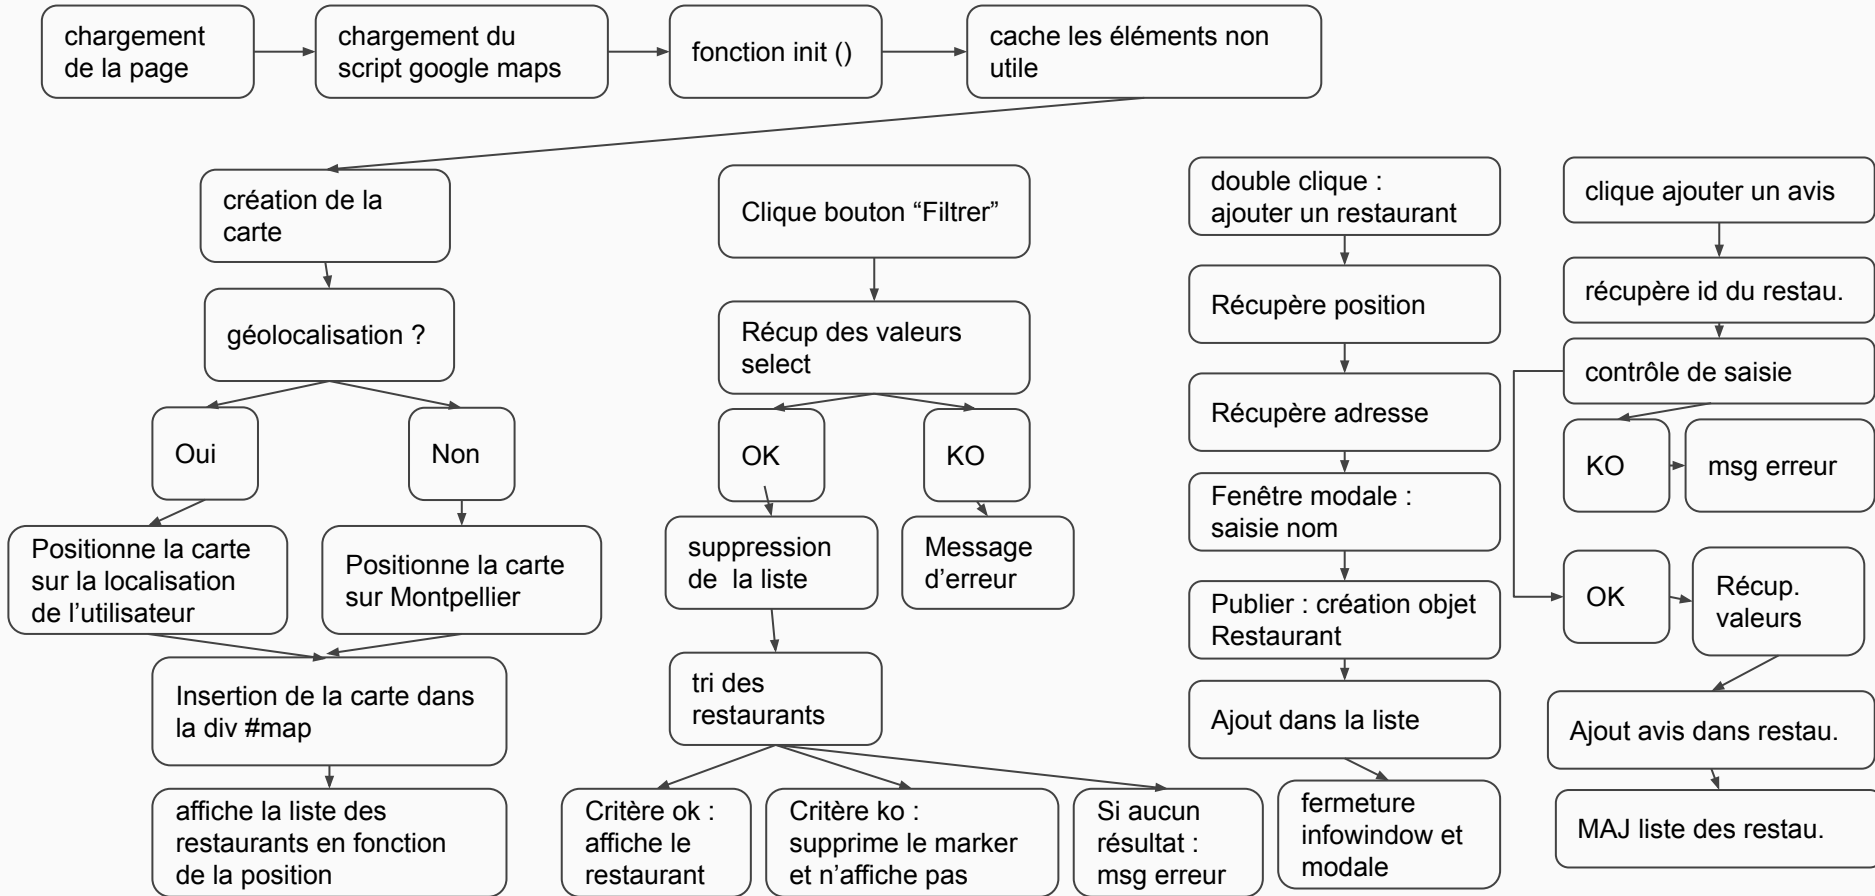 chargement
de la page
chargement du
script google maps
fonction init ()
cache les éléments non
utile
création de la
carte
géolocalisation ?
Oui
Non
Positionne la carte
sur la localisation
de l’utilisateur
Positionne la carte
sur Montpellier
Insertion de la carte dans
la div #map
affiche la liste des
restaurants en fonction
de la position
Clique bouton “Filtrer”
Récup des valeurs
select
OK
KO
suppression
de  la liste
Message
d’erreur
tri des
restaurants
Critère ok :
affiche le
restaurant
Critère ko :
supprime le marker
et n’affiche pas
Si aucun
résultat :
msg erreur
double clique :
ajouter un restaurant
Récupère position
Récupère adresse
Fenêtre modale :
saisie nom
Publier : création objet
Restaurant
Ajout dans la liste
fermeture
infowindow et
modale
clique ajouter un avis
récupère id du restau.
contrôle de saisie
KO
msg erreur
OK
Récup.
valeurs
Ajout avis dans restau.
MAJ liste des restau.